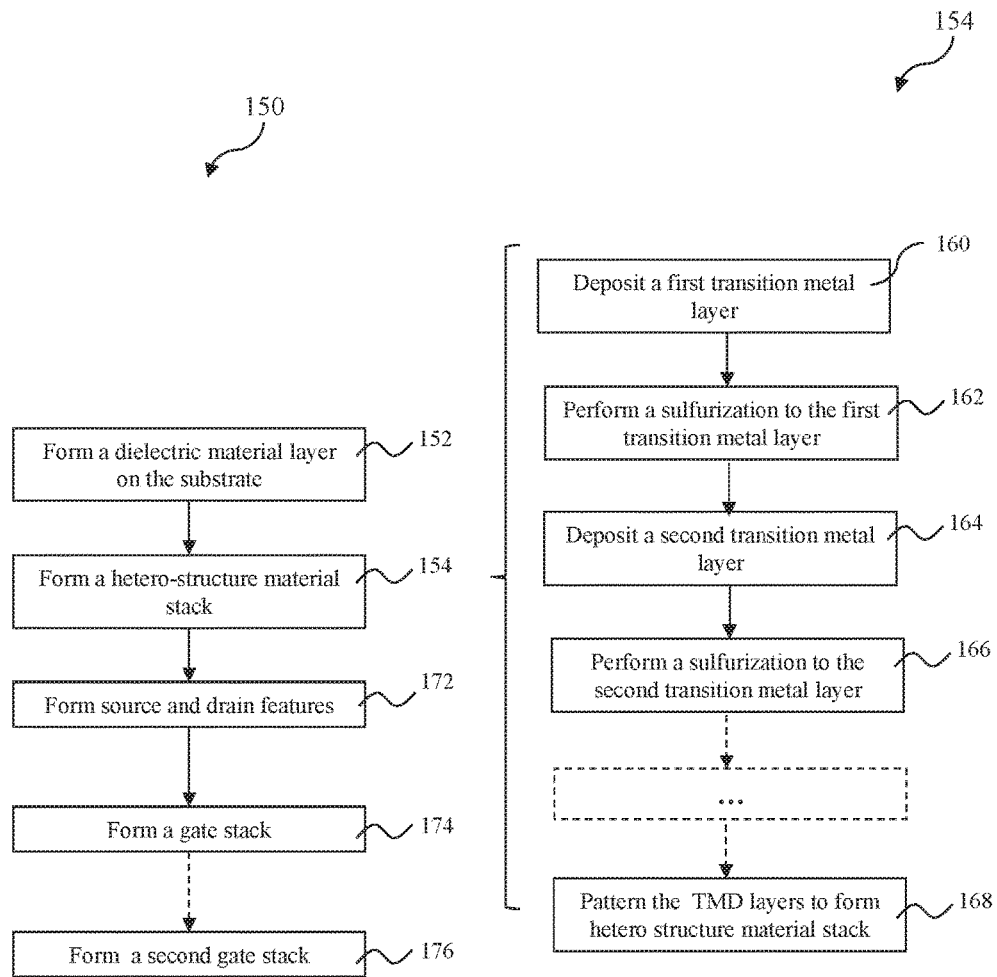 154
150
Form a dielectric material layer
on the substrate
152
Form a hetero-structure material
stack
154
Form source and drain features
172
Form a gate stack
174
Form a second gate stack
176
Deposit a first transition metal
layer
160
Perform a sulfurization to the first
transition metal layer
162
Deposit a second transition metal
layer
164
Perform a sulfurization to the
second transition metal layer
166
...
Pattern the TMD layers to form
hetero structure material stack
168